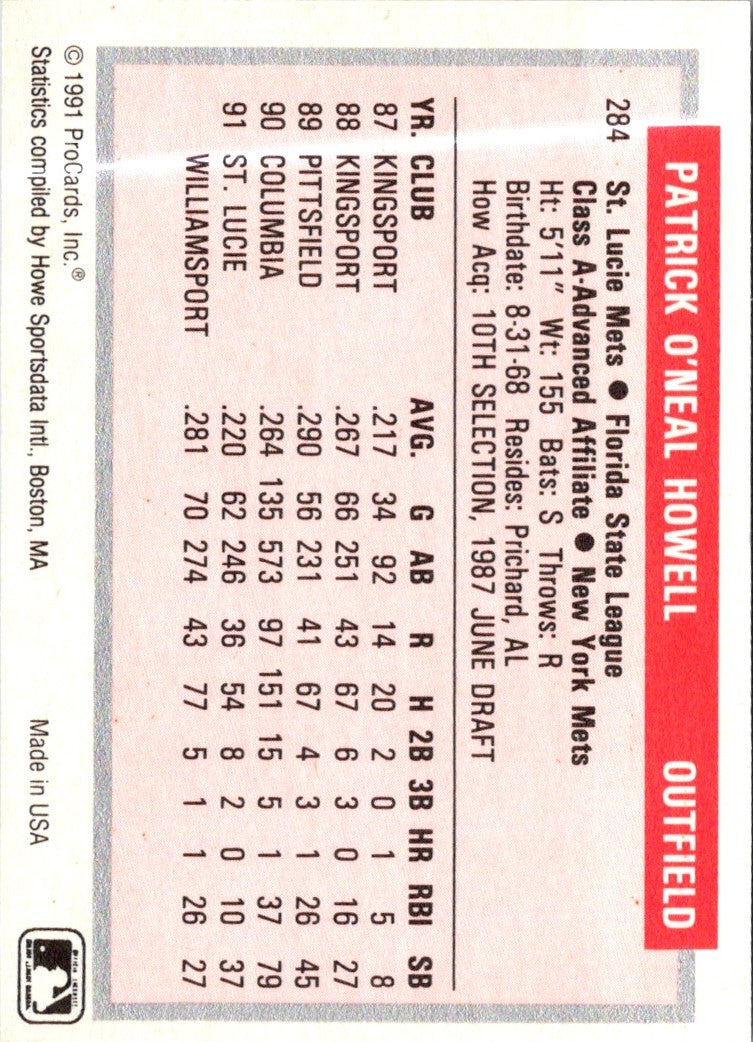 PATRICK O'NEAL HOWELL OUTFIELD
284 St. Lucie Mets ● Florida State League
Class A-Advanced Affiliate ● New York Mets
Ht: 5'11" Wt: 155 Bats: S Throws: R
Birthdate: 8-31-68 Resides: Prichard, AL
How Acq: 10TH SELECTION, 1987 JUNE DRAFT
YR. CLUB AVG. G AB R H 2B 3B HR RBI SB
87 KINGSPORT .217 34 92 14 20 2 0 1 5 8
88 KINGSPORT .267 66 251 43 67 6 3 0 16 27
89 PITTSFIELD .290 56 231 41 67 4 3 1 26 45
90 COLUMBIA .264 135 573 97 151 15 5 1 37 79
91 ST. LUCIE .220 62 246 36 54 8 2 0 10 37
WILLIAMSPORT .281 70 274 43 77 5 1 1 26 27
© 1991 ProCards, Inc.®
Statistics compiled by Howe Sportsdata Intl., Boston, MA Made in USA